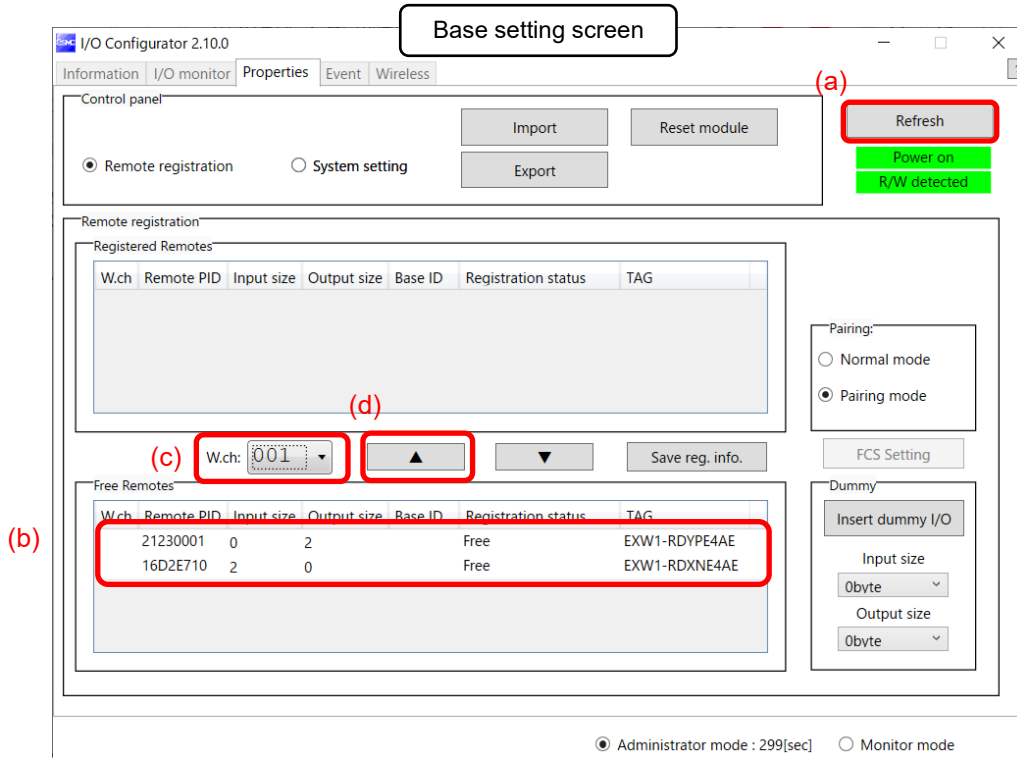 Base setting screen
SMC I/O Configurator 2.10.0
Information I/O monitor Properties Event Wireless
(a)
Control panel
Import Reset module Refresh
Remote registration System setting Export
Power on
R/W detected
Remote registration
Registered Remotes
W.ch Remote PID Input size Output size Base ID Registration status TAG
Pairing:
Normal mode
Pairing mode
(d)
(c) W.ch: 001 ▼ ▲ ▼ Save reg. info. FCS Setting
Free Remotes
W.ch Remote PID Input size Output size Base ID Registration status TAG
(b)
21230001 0 2 Free EXW1-RDYPE4AE
16D2E710 2 0 Free EXW1-RDXNE4AE
Dummy
Insert dummy I/O
Input size
0byte
Output size
0byte
Administrator mode : 299[sec] Monitor mode